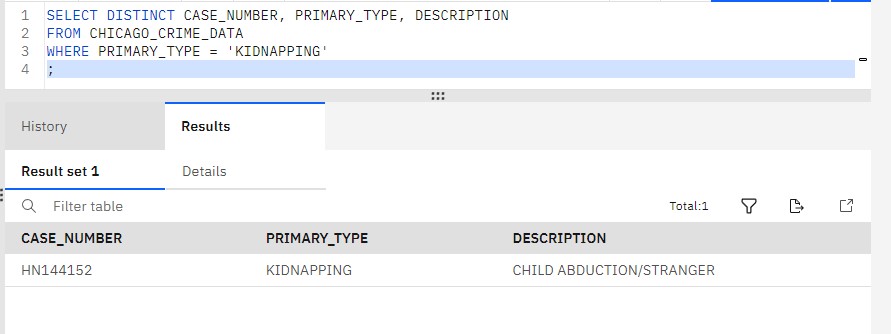 1 SELECT DISTINCT CASE_NUMBER, PRIMARY_TYPE, DESCRIPTION
2 FROM CHICAGO_CRIME_DATA
3 WHERE PRIMARY_TYPE = 'KIDNAPPING'
4 ;
History Results
Result set 1 Details
Filter table Total:1
CASE_NUMBER PRIMARY_TYPE DESCRIPTION
HN144152 KIDNAPPING CHILD ABDUCTION/STRANGER